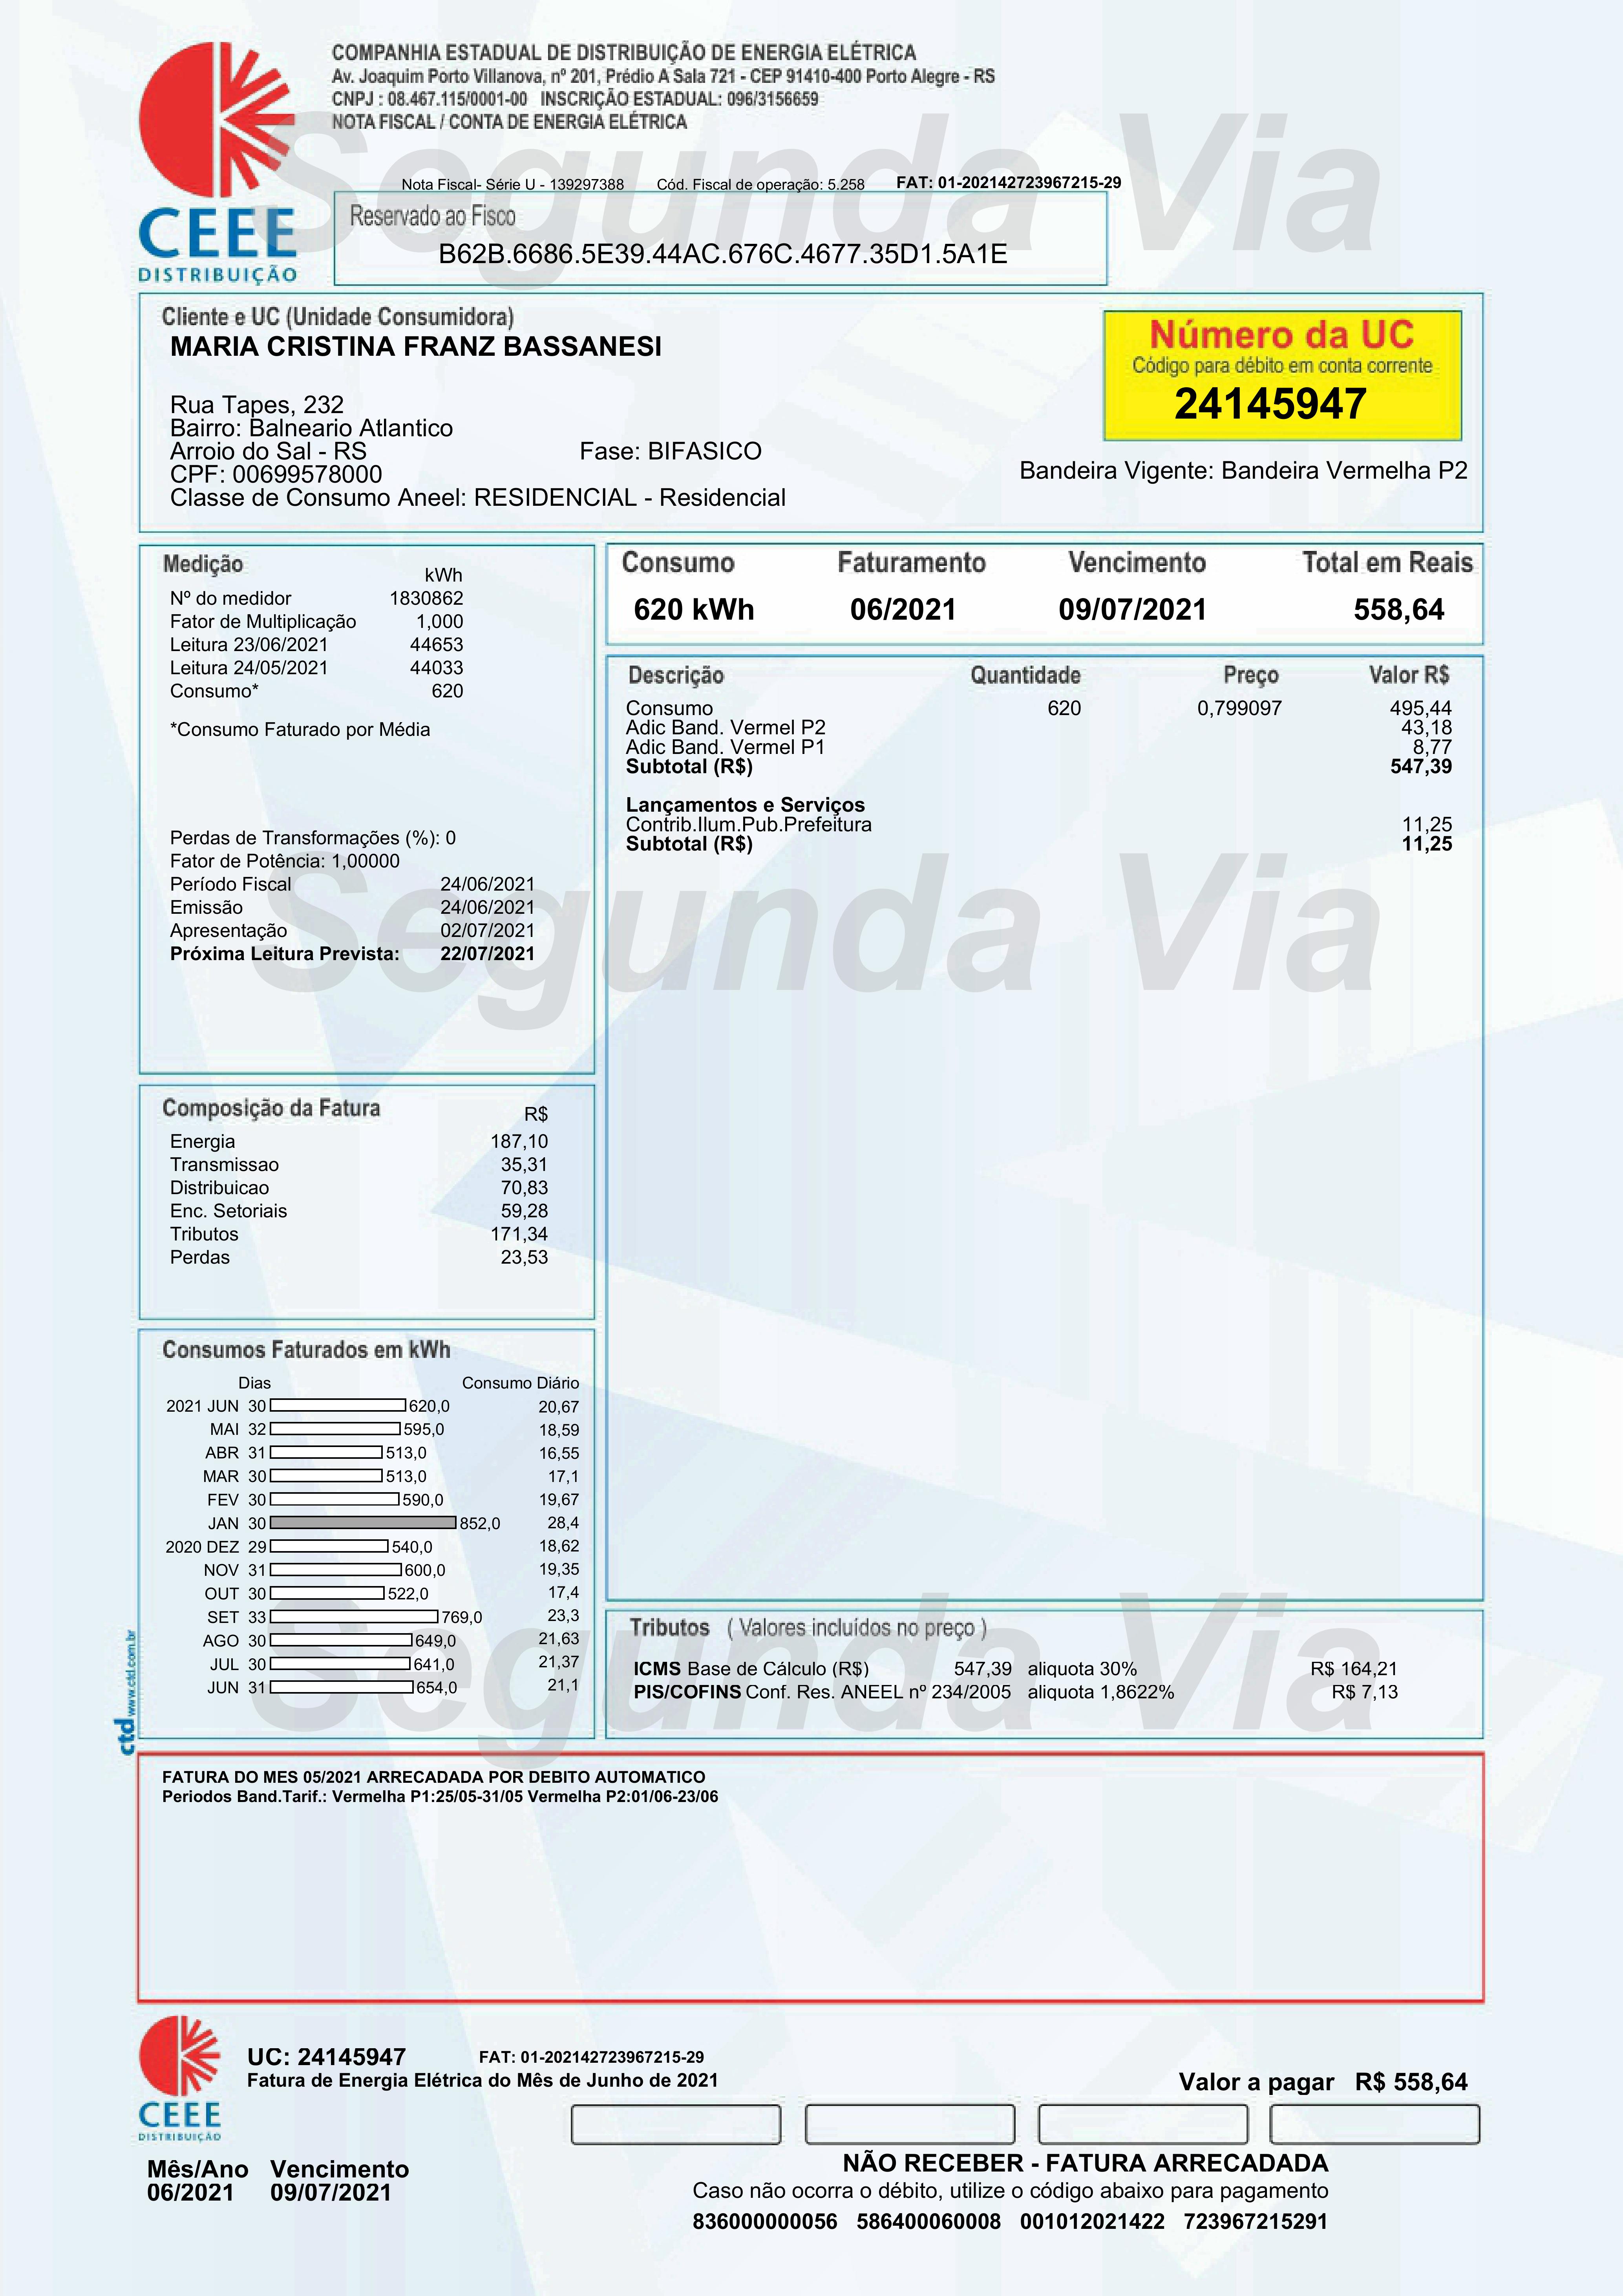 COMPANHIA ESTADUAL DE DISTRIBUIÇÃO DE ENERGIA ELÉTRICA
Av. Joaquim Porto Villanova, nº 201, Prédio A Sala 721 - CEP 91410-400 Porto Alegre - RS
CNPJ : 08.467.115/0001-00 INSCRIÇÃO ESTADUAL: 096/3156659
NOTA FISCAL / CONTA DE ENERGIA ELÉTRICA
Segunda Via
Nota Fiscal- Série U - 139297388 Cód. Fiscal de operação: 5.258 FAT: 01-202142723967215-29
CEEE
DISTRIBUIÇÃO
Reservado ao Fisco
B62B.6686.5E39.44AC.676C.4677.35D1.5A1E
Cliente e UC (Unidade Consumidora)
MARIA CRISTINA FRANZ BASSANESI
Rua Tapes, 232
Bairro: Balneario Atlantico
Arroio do Sal - RS Fase: BIFASICO
CPF: 00699578000
Classe de Consumo Aneel: RESIDENCIAL - Residencial
Número da UC
Código para débito em conta corrente
24145947
Bandeira Vigente: Bandeira Vermelha P2
Medição
kWh
Nº do medidor 1830862
Fator de Multiplicação 1,000
Leitura 23/06/2021 44653
Leitura 24/05/2021 44033
Consumo* 620
*Consumo Faturado por Média
Perdas de Transformações (%): 0
Fator de Potência: 1,00000
Período Fiscal 24/06/2021
Emissão 24/06/2021
Apresentação 02/07/2021
Próxima Leitura Prevista: 22/07/2021
Consumo Faturamento Vencimento Total em Reais
620 kWh 06/2021 09/07/2021 558,64
Descrição Quantidade Preço Valor R$
Consumo 620 0,799097 495,44
Adic Band. Vermel P2 43,18
Adic Band. Vermel P1 8,77
Subtotal (R$) 547,39
Lançamentos e Serviços
Contrib.Ilum.Pub.Prefeitura 11,25
Subtotal (R$) 11,25
Segunda Via
Composição da Fatura R$
Energia 187,10
Transmissao 35,31
Distribuicao 70,83
Enc. Setoriais 59,28
Tributos 171,34
Perdas 23,53
Consumos Faturados em kWh
Dias Consumo Diário
2021 JUN 30 620,0 20,67
MAI 32 595,0 18,59
ABR 31 513,0 16,55
MAR 30 513,0 17,1
FEV 30 590,0 19,67
JAN 30 852,0 28,4
2020 DEZ 29 540,0 18,62
NOV 31 600,0 19,35
OUT 30 522,0 17,4
SET 33 769,0 23,3
AGO 30 649,0 21,63
JUL 30 641,0 21,37
JUN 31 654,0 21,1
Segunda Via
Tributos ( Valores incluídos no preço )
ICMS Base de Cálculo (R$) 547,39 aliquota 30% R$ 164,21
PIS/COFINS Conf. Res. ANEEL nº 234/2005 aliquota 1,8622% R$ 7,13
ctd www.ctd.com.br
FATURA DO MES 05/2021 ARRECADADA POR DEBITO AUTOMATICO
Periodos Band.Tarif.: Vermelha P1:25/05-31/05 Vermelha P2:01/06-23/06
CEEE
DISTRIBUIÇÃO
UC: 24145947 FAT: 01-202142723967215-29
Fatura de Energia Elétrica do Mês de Junho de 2021
Valor a pagar R$ 558,64
Mês/Ano Vencimento
06/2021 09/07/2021
NÃO RECEBER - FATURA ARRECADADA
Caso não ocorra o débito, utilize o código abaixo para pagamento
836000000056 586400060008 001012021422 723967215291